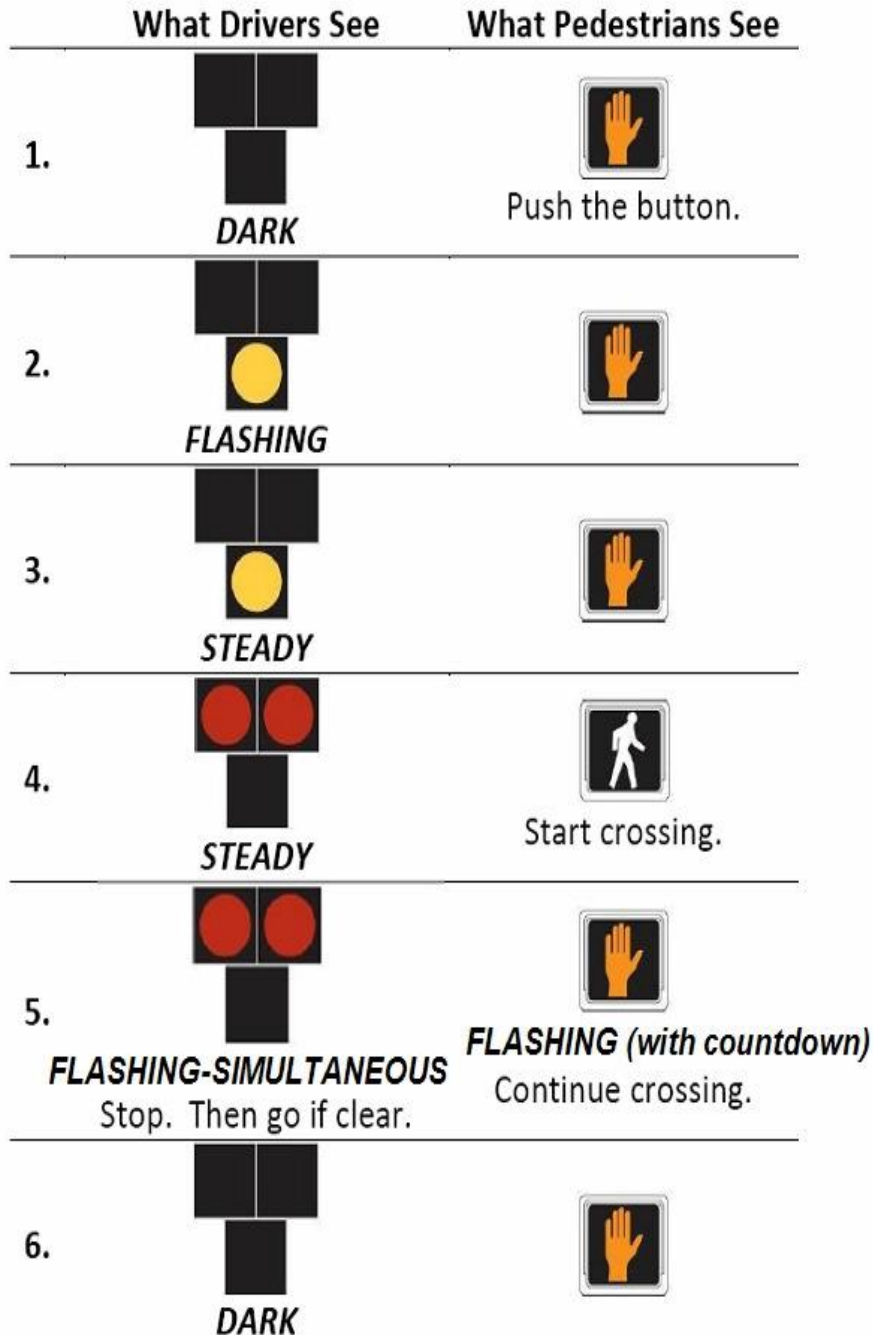 What Drivers See What Pedestrians See
1.
DARK
Push the button.
2.
FLASHING
3.
STEADY
4.
STEADY
Start crossing.
5.
FLASHING-SIMULTANEOUS
Stop. Then go if clear.
FLASHING (with countdown)
Continue crossing.
6.
DARK